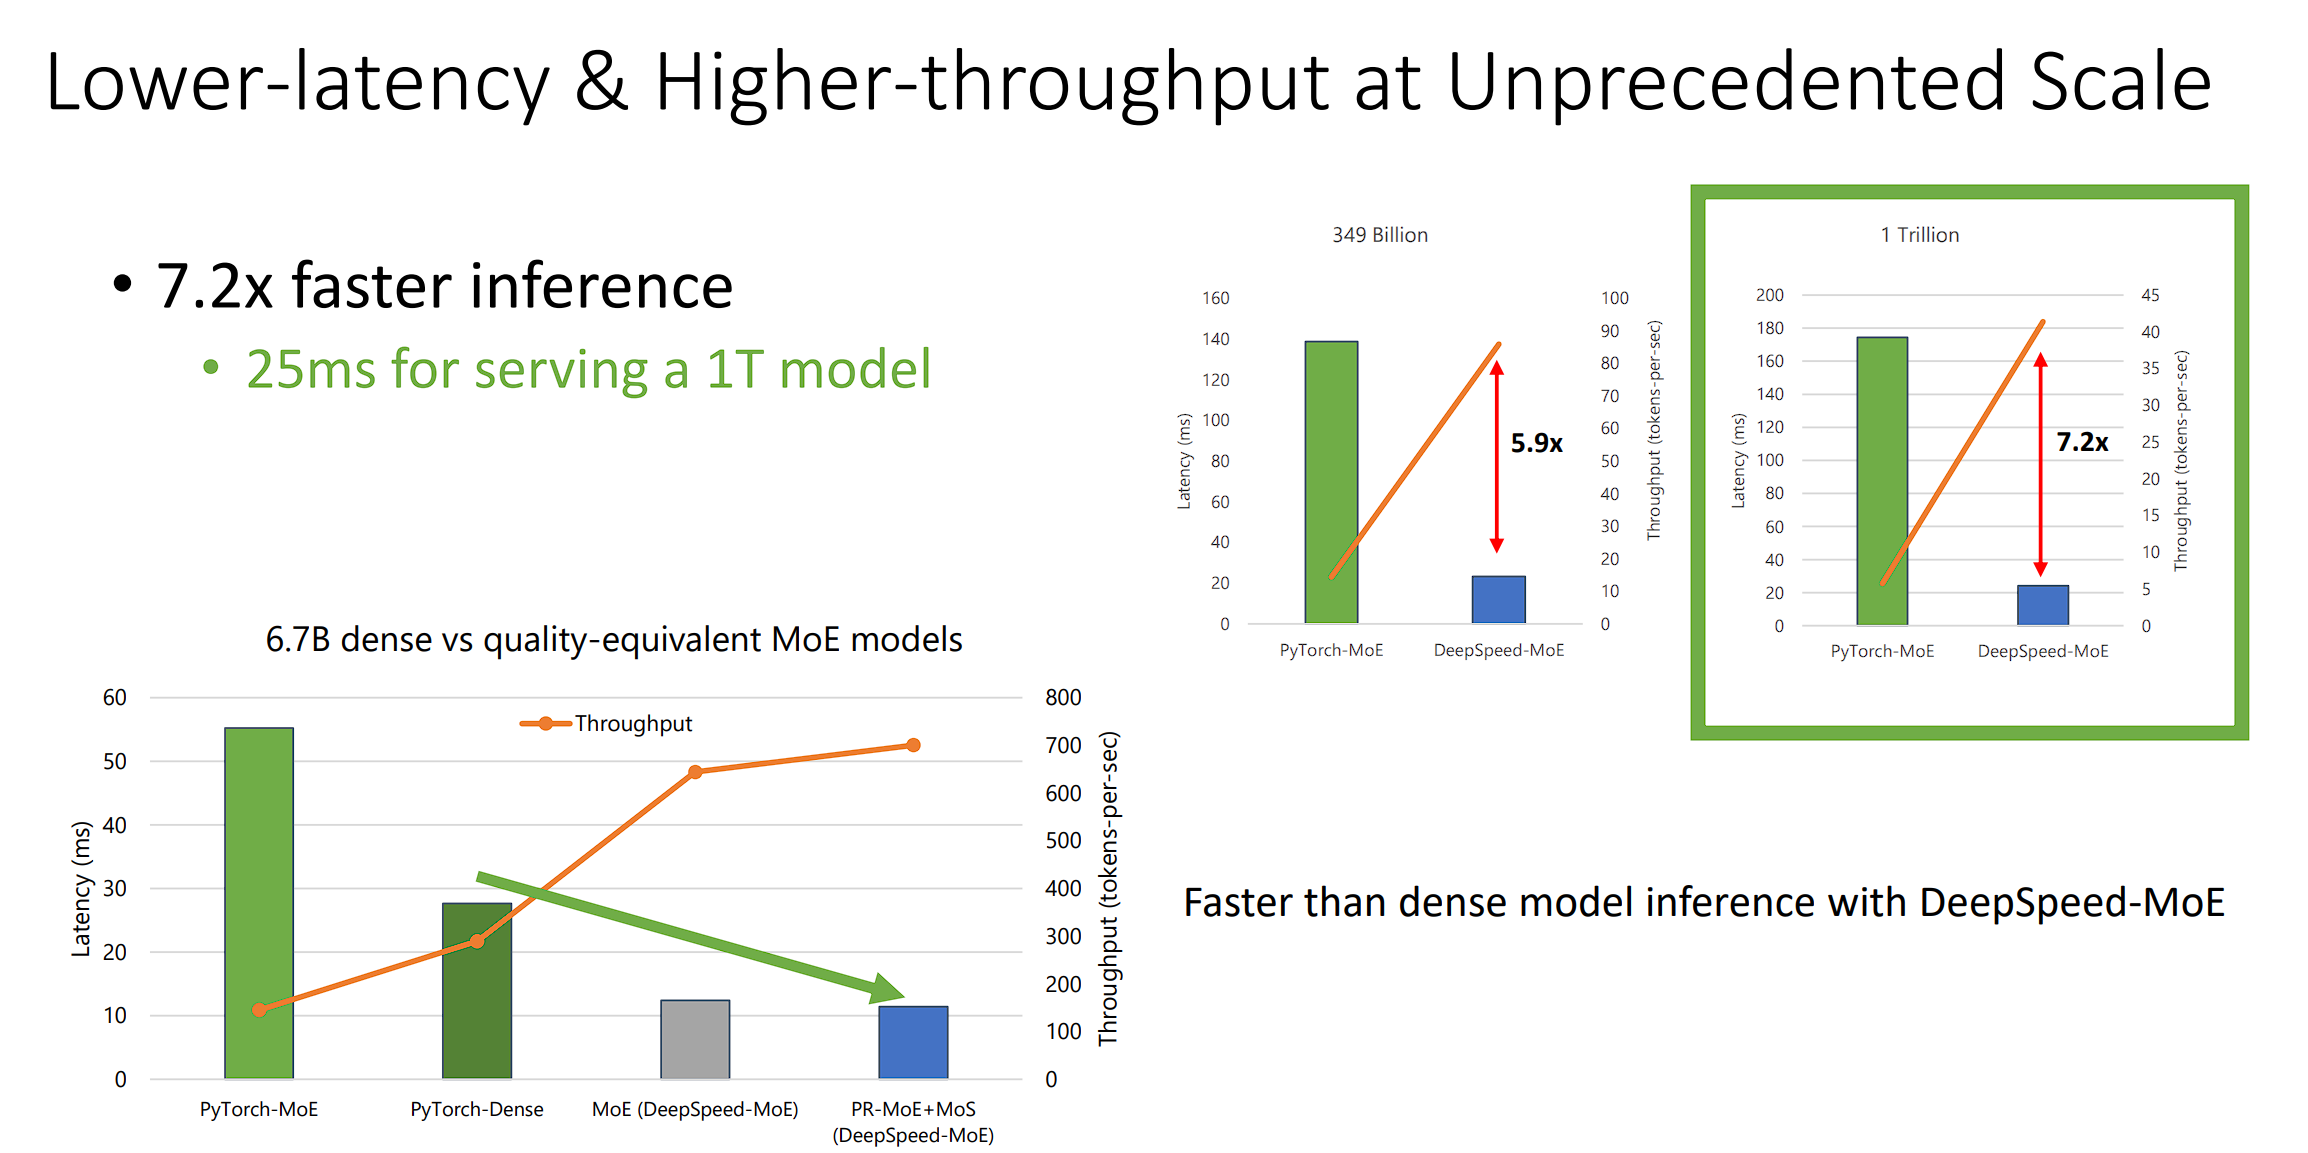 Lower-latency & Higher-throughput at Unprecedented Scale
• 7.2x faster inference
• 25ms for serving a 1T model
349 Billion
160
140
120
100
80
60
40
20
0
Latency (ms)
100
90
80
70
60
50
40
30
20
10
0
Throughput (tokens-per-sec)
5.9x
PyTorch-MoE
DeepSpeed-MoE
1 Trillion
200
180
160
140
120
100
80
60
40
20
0
Latency (ms)
45
40
35
30
25
20
15
10
5
0
Throughput (tokens-per-sec)
7.2x
PyTorch-MoE
DeepSpeed-MoE
6.7B dense vs quality-equivalent MoE models
60
50
40
30
20
10
0
Latency (ms)
Throughput
800
700
600
500
400
300
200
100
0
Throughput (tokens-per-sec)
PyTorch-MoE
PyTorch-Dense
MoE (DeepSpeed-MoE)
PR-MoE+MoS
(DeepSpeed-MoE)
Faster than dense model inference with DeepSpeed-MoE